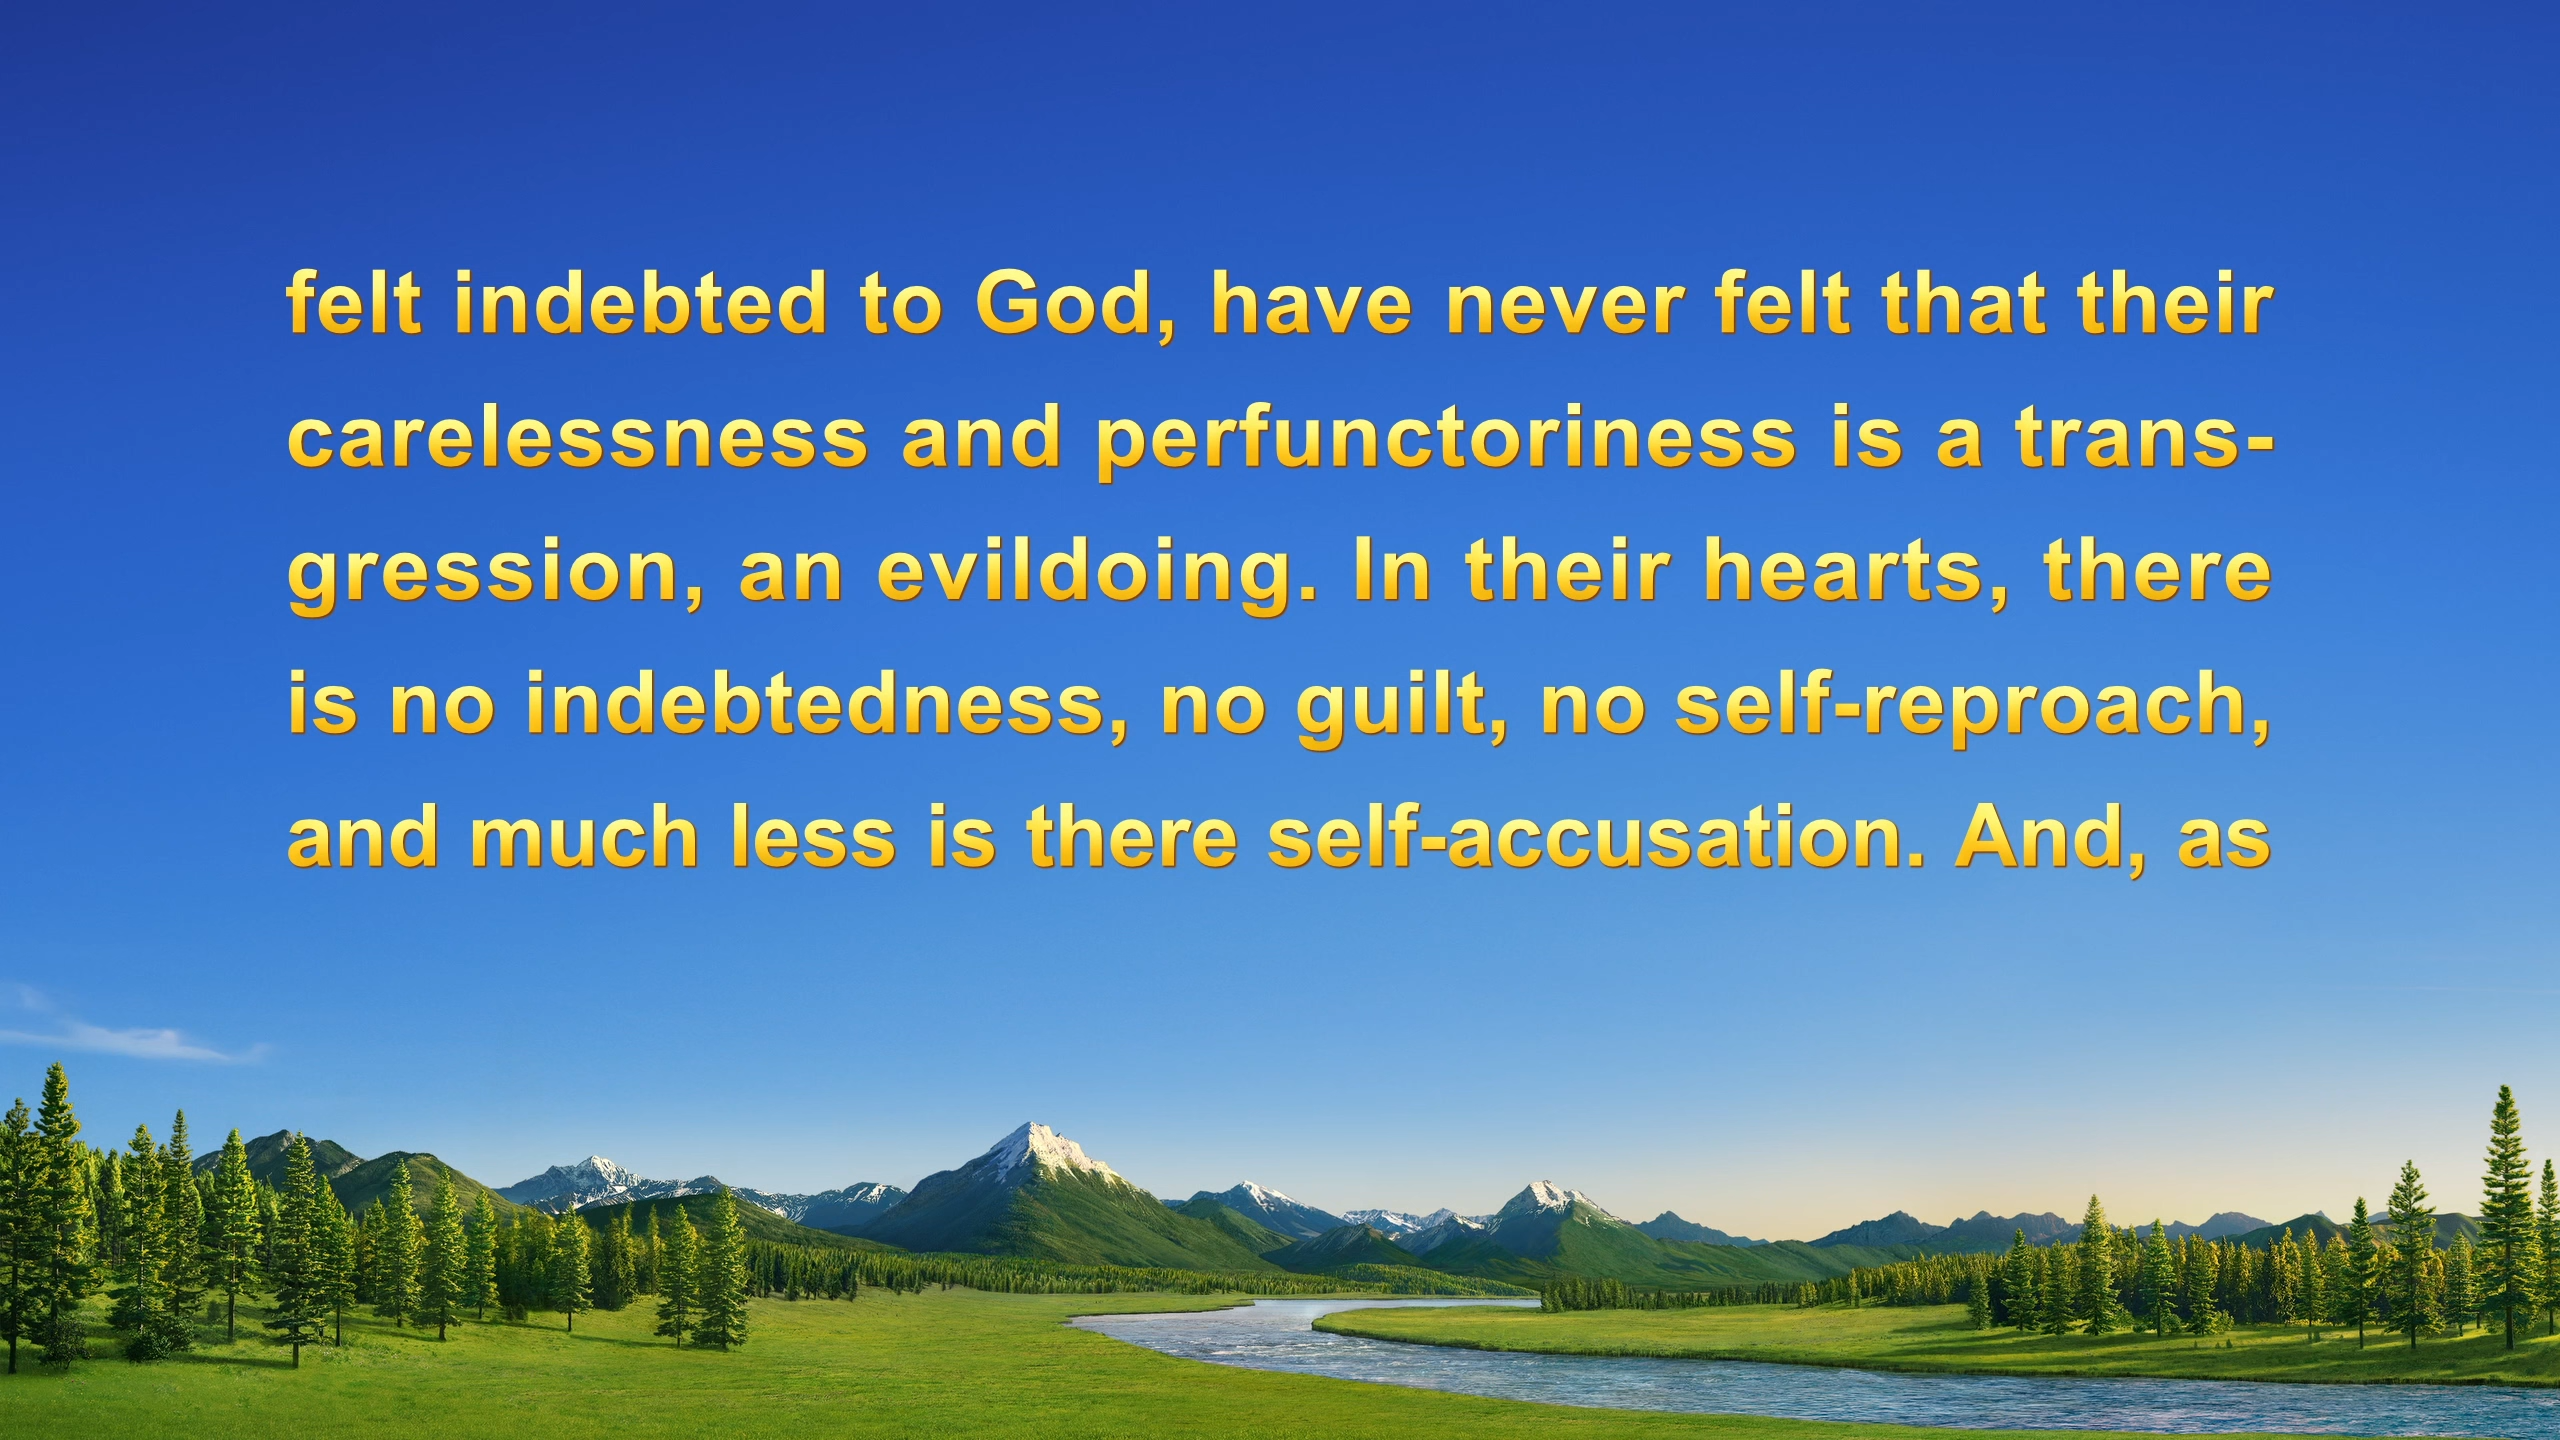 felt indebted to God, have never felt that their
carelessness and perfunctoriness is a trans-
gression, an evildoing. In their hearts, there
is no indebtedness, no guilt, no self-reproach,
and much less is there self-accusation. And, as